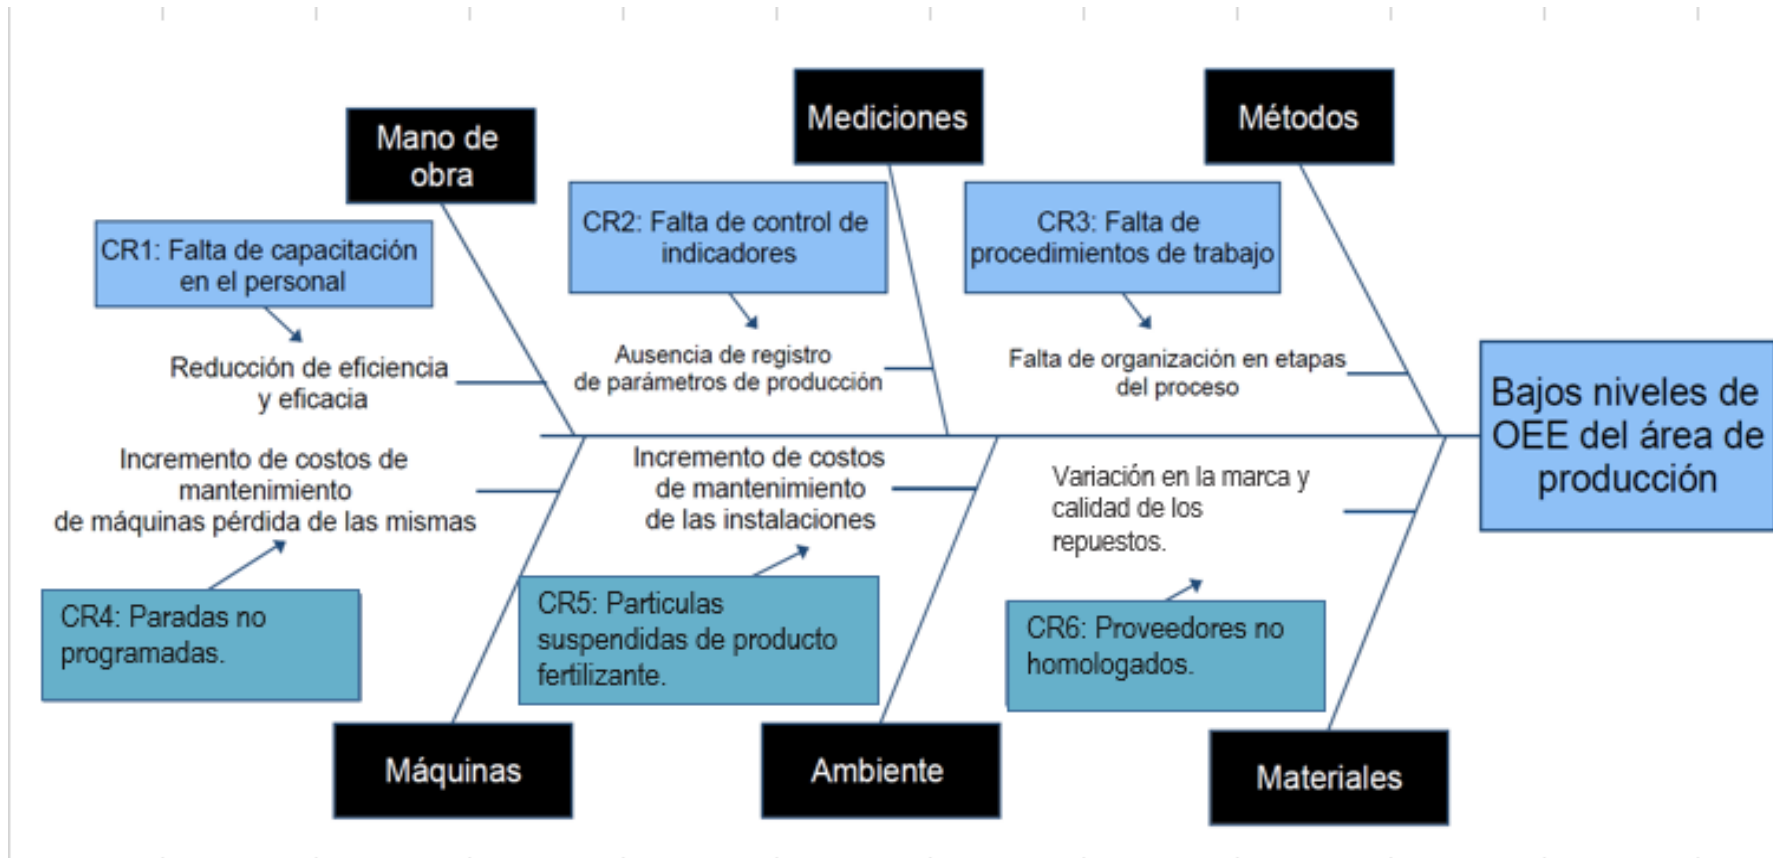 Mano de
obra
Mediciones
Métodos
CR1: Falta de capacitación
en el personal
CR2: Falta de control de
indicadores
CR3: Falta de
procedimientos de trabajo
Reducción de eficiencia
y eficacia
Ausencia de registro
de parámetros de producción
Falta de organización en etapas
del proceso
Bajos niveles de
OEE del área de
producción
Incremento de costos de
mantenimiento
de máquinas pérdida de las mismas
Incremento de costos
de mantenimiento
de las instalaciones
Variación en la marca y
calidad de los
repuestos.
CR4: Paradas no
programadas.
CR5: Particulas
suspendidas de producto
fertilizante.
CR6: Proveedores no
homologados.
Máquinas
Ambiente
Materiales